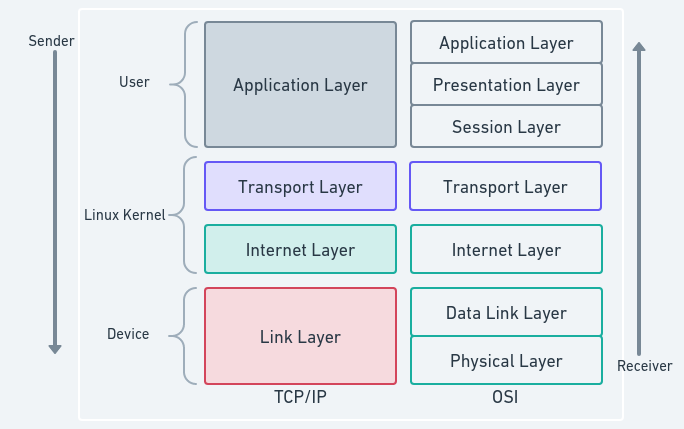 Sender
User
Application Layer
Application Layer
Presentation Layer
Session Layer
Linux Kernel
Transport Layer
Transport Layer
Internet Layer
Internet Layer
Device
Link Layer
Data Link Layer
Physical Layer
Receiver
TCP/IP
OSI